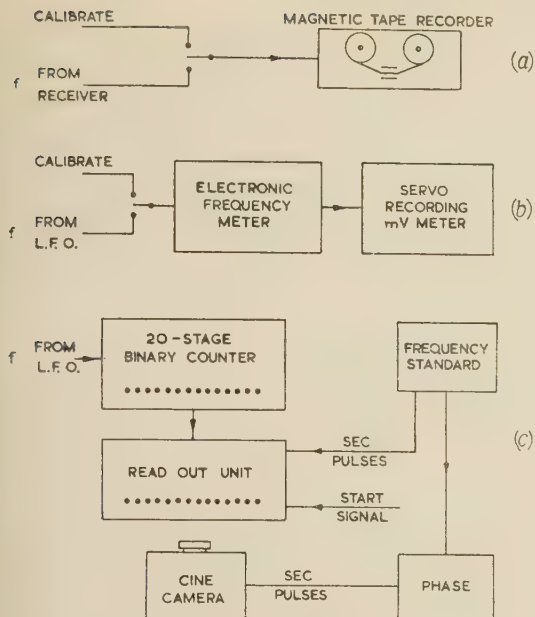 CALIBRATE
MAGNETIC TAPE RECORDER
(a)
f FROM
RECEIVER
CALIBRATE
ELECTRONIC
FREQUENCY
METER
SERVO
RECORDING
mV METER
(b)
f FROM
L.F.O.
20-STAGE
BINARY COUNTER
f FROM
L.F.O.
FREQUENCY
STANDARD
(c)
SEC
PULSES
READ OUT UNIT
START
SIGNAL
CINE
CAMERA
SEC
PULSES
PHASE